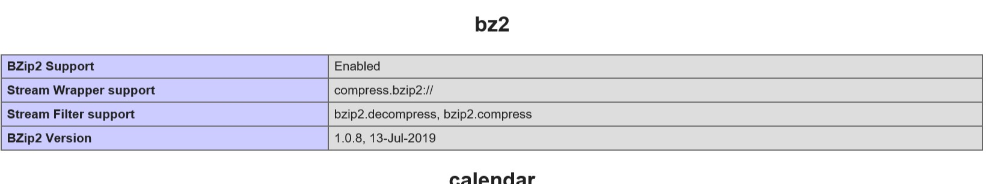 bz2
BZip2 Support Enabled
Stream Wrapper support compress.bzip2://
Stream Filter support bzip2.decompress, bzip2.compress
BZip2 Version 1.0.8, 13-Jul-2019
calendar